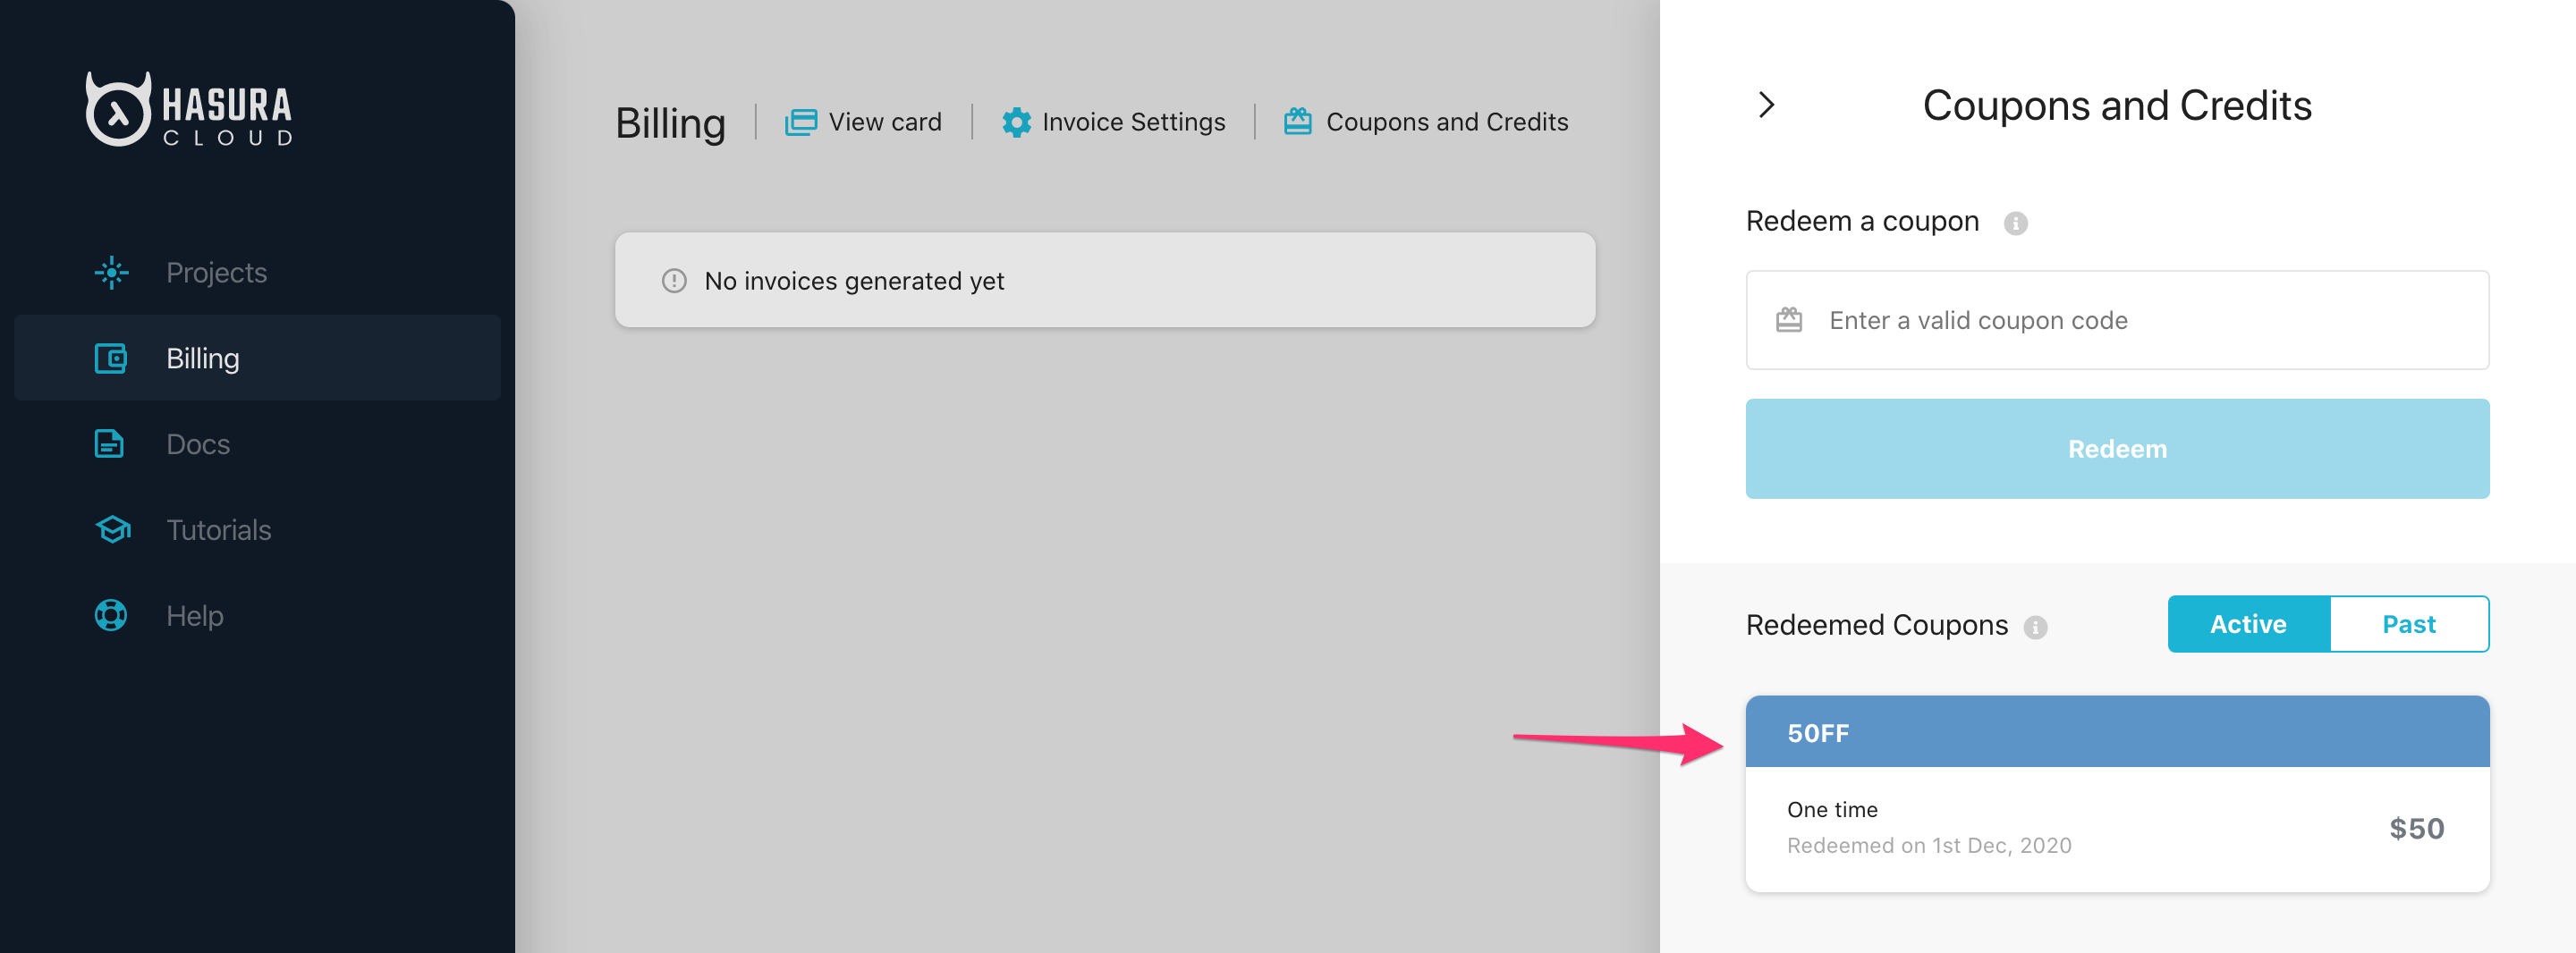 HASURA
CLOUD
Projects
Billing
Docs
Tutorials
Help
Billing
View card
Invoice Settings
Coupons and Credits
No invoices generated yet
Coupons and Credits
Redeem a coupon
Enter a valid coupon code
Redeem
Redeemed Coupons
Active
Past
50FF
One time
Redeemed on 1st Dec, 2020
$50